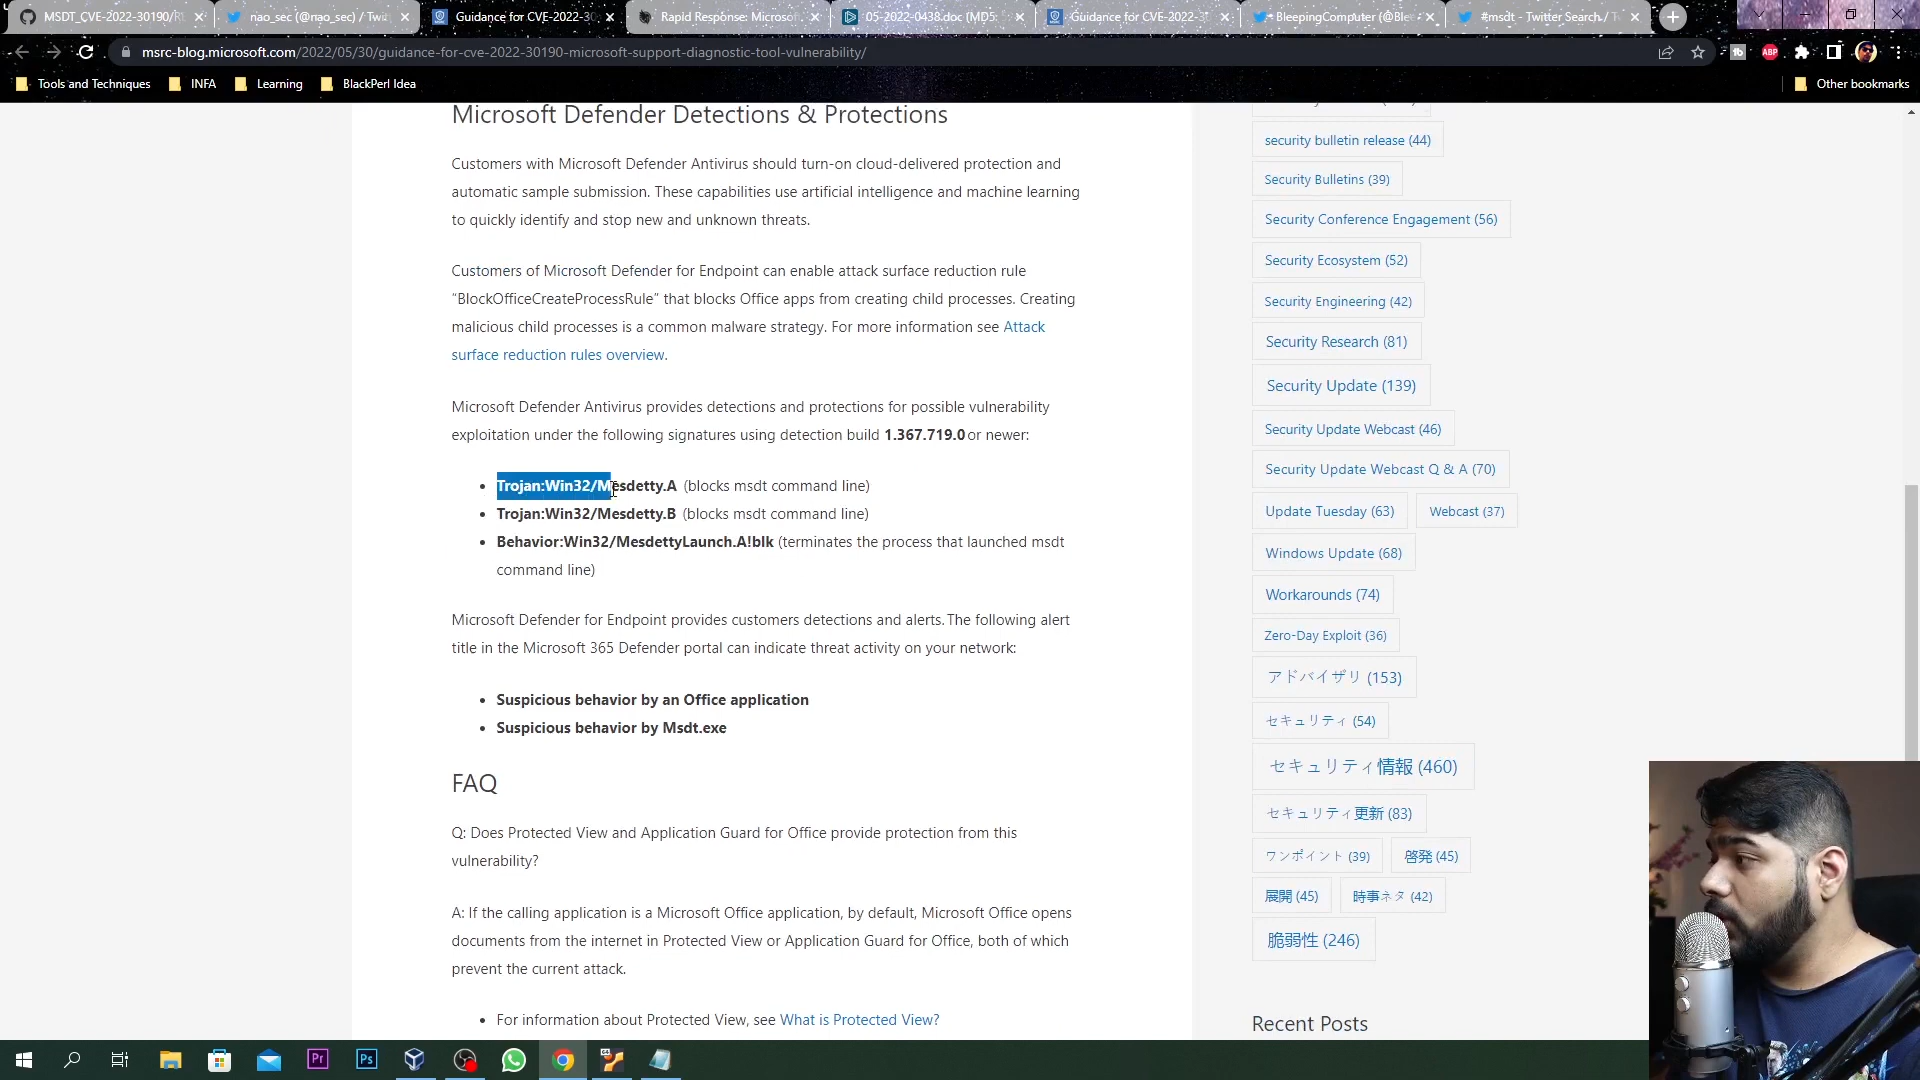 MSDT_CVE-2022-30190/RU
nao_sec (@nao_sec) / Twit
Guidance for CVE-2022-30
Rapid Response: Microsof
05-2022-0438.doc (MD5:
Guidance for CVE-2022-3
BleepingComputer (@Blee
#msdt - Twitter Search / T
msrc-blog.microsoft.com/2022/05/30/guidance-for-cve-2022-30190-microsoft-support-diagnostic-tool-vulnerability/
ABP
Tools and Techniques
INFA
Learning
BlackPerl Idea
Other bookmarks
Microsoft Defender Detections & Protections
Customers with Microsoft Defender Antivirus should turn-on cloud-delivered protection and
automatic sample submission. These capabilities use artificial intelligence and machine learning
to quickly identify and stop new and unknown threats.
Customers of Microsoft Defender for Endpoint can enable attack surface reduction rule
“BlockOfficeCreateProcessRule” that blocks Office apps from creating child processes. Creating
malicious child processes is a common malware strategy. For more information see Attack
surface reduction rules overview.
Microsoft Defender Antivirus provides detections and protections for possible vulnerability
exploitation under the following signatures using detection build 1.367.719.0 or newer:
• Trojan:Win32/Mesdetty.A (blocks msdt command line)
• Trojan:Win32/Mesdetty.B (blocks msdt command line)
• Behavior:Win32/MesdettyLaunch.A!blk (terminates the process that launched msdt
command line)
Microsoft Defender for Endpoint provides customers detections and alerts. The following alert
title in the Microsoft 365 Defender portal can indicate threat activity on your network:
• Suspicious behavior by an Office application
• Suspicious behavior by Msdt.exe
FAQ
Q: Does Protected View and Application Guard for Office provide protection from this
vulnerability?
A: If the calling application is a Microsoft Office application, by default, Microsoft Office opens
documents from the internet in Protected View or Application Guard for Office, both of which
prevent the current attack.
• For information about Protected View, see What is Protected View?
security bulletin release (44)
Security Bulletins (39)
Security Conference Engagement (56)
Security Ecosystem (52)
Security Engineering (42)
Security Research (81)
Security Update (139)
Security Update Webcast (46)
Security Update Webcast Q & A (70)
Update Tuesday (63)
Webcast (37)
Windows Update (68)
Workarounds (74)
Zero-Day Exploit (36)
アドバイザリ (153)
セキュリティ (54)
セキュリティ情報 (460)
セキュリティ更新 (83)
ワンポイント (39)
啓発 (45)
展開 (45)
時事ネタ (42)
脆弱性 (246)
Recent Posts
Pr
Ps